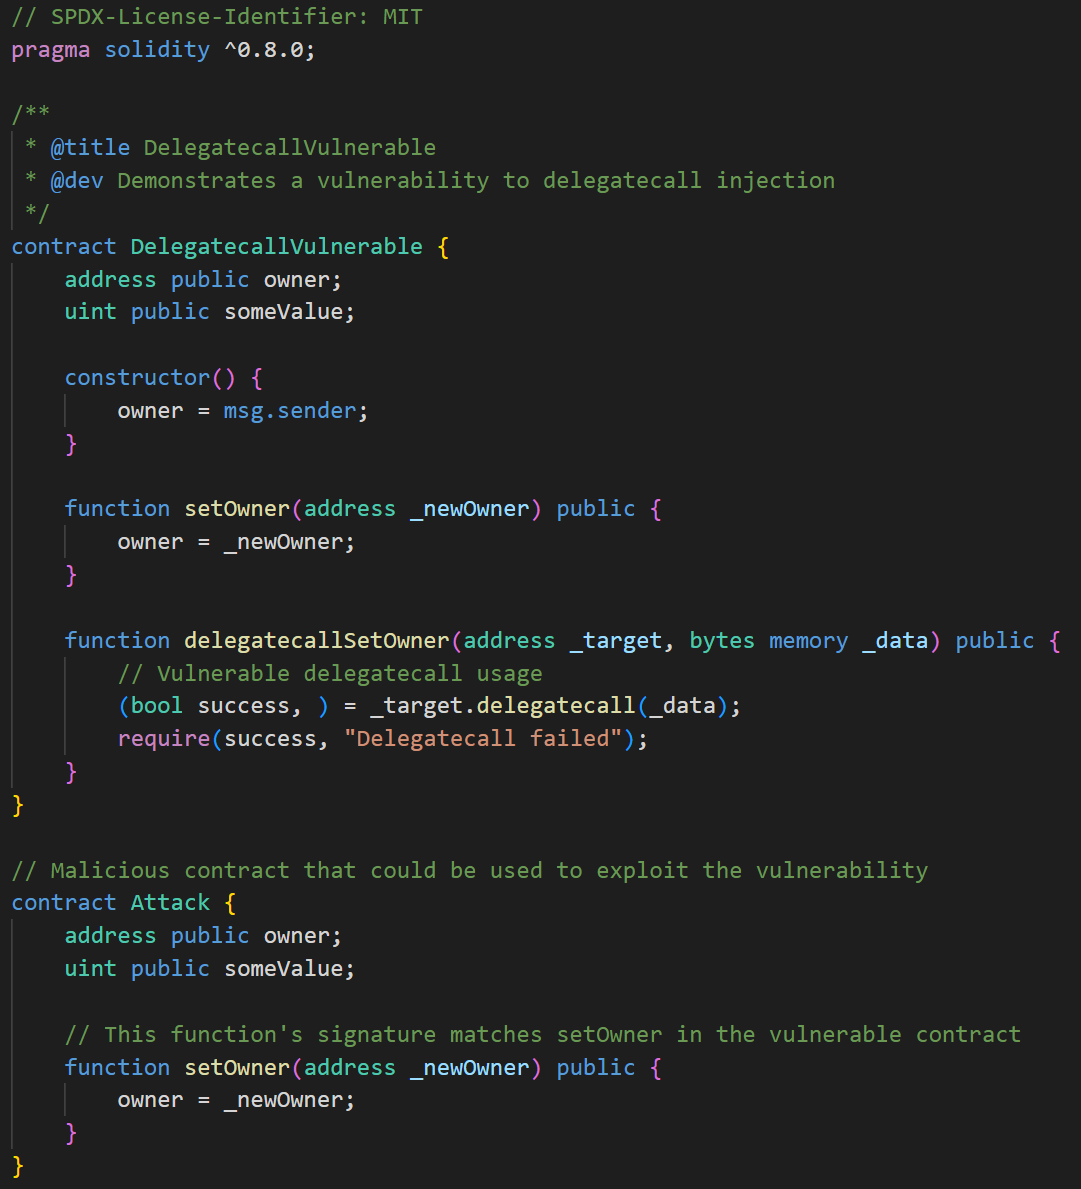 // SPDX-License-Identifier: MIT
pragma solidity ^0.8.0;

/**
 * @title DelegatecallVulnerable
 * @dev Demonstrates a vulnerability to delegatecall injection
 */
contract DelegatecallVulnerable {
    address public owner;
    uint public someValue;

    constructor() {
        owner = msg.sender;
    }

    function setOwner(address _newOwner) public {
        owner = _newOwner;
    }

    function delegatecallSetOwner(address _target, bytes memory _data) public {
        // Vulnerable delegatecall usage
        (bool success, ) = _target.delegatecall(_data);
        require(success, "Delegatecall failed");
    }
}

// Malicious contract that could be used to exploit the vulnerability
contract Attack {
    address public owner;
    uint public someValue;

    // This function's signature matches setOwner in the vulnerable contract
    function setOwner(address _newOwner) public {
        owner = _newOwner;
    }
}